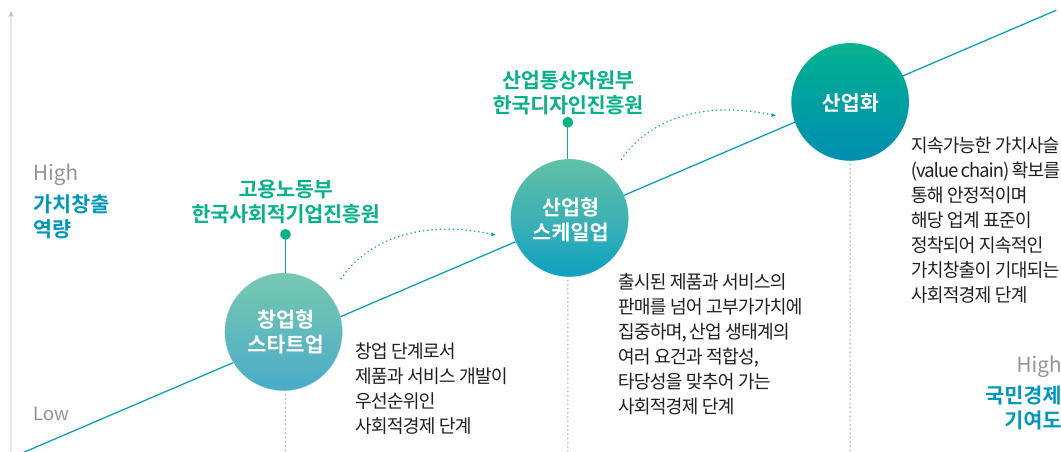 산업통상자원부
한국디자인진흥원
산업화
지속가능한 가치사슬
(value chain) 확보를
통해 안정적이며
해당 업계 표준이
정착되어 지속적인
가치창출이 기대되는
사회적경제 단계
High
가치창출
역량
고용노동부
한국사회적기업진흥원
산업형
스케일업
출시된 제품과 서비스의
판매를 넘어 고부가가치에
집중하며, 산업 생태계의
여러 요건과 적합성,
타당성을 맞추어 가는
사회적경제 단계
창업형
스타트업
창업 단계로서
제품과 서비스 개발이
우선순위인
사회적경제 단계
Low
High
국민경제
기여도